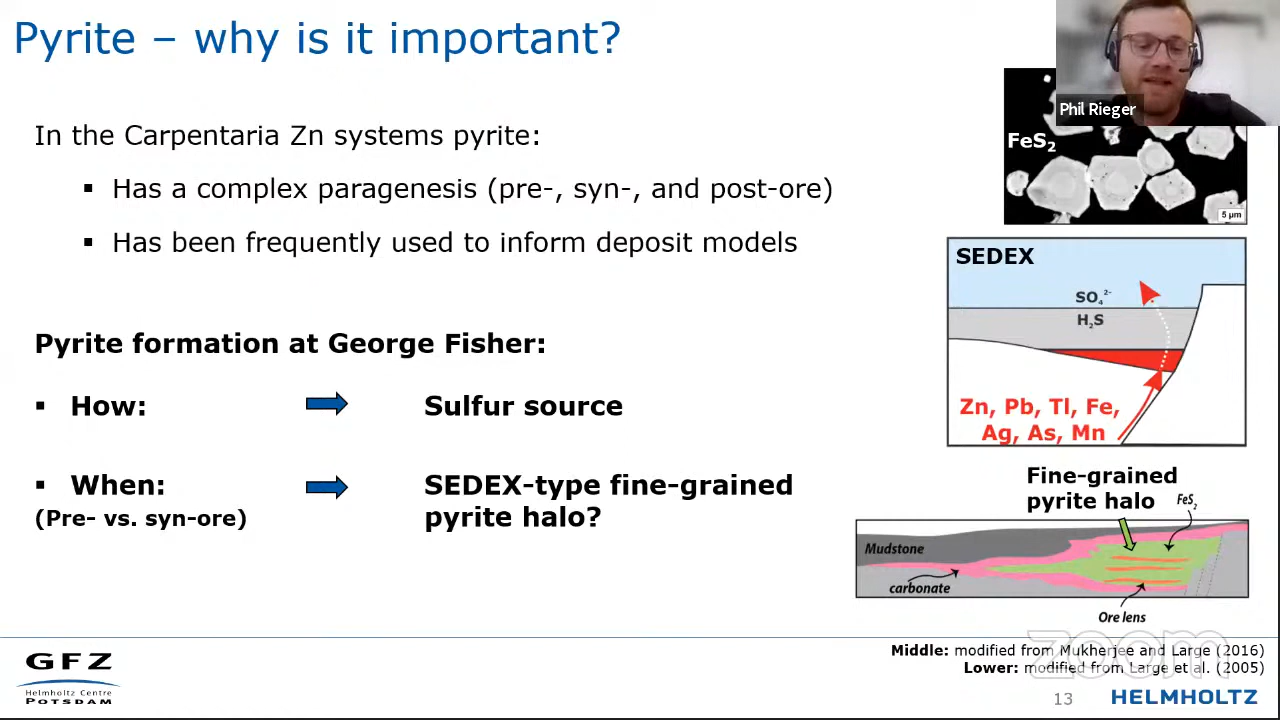 Pyrite – why is it important?
Phil Rieger
In the Carpentaria Zn systems pyrite:
▪ Has a complex paragenesis (pre-, syn-, and post-ore)
▪ Has been frequently used to inform deposit models
FeS2
5 µm
SEDEX
SO4 2-
H2S
Zn, Pb, Tl, Fe,
Ag, As, Mn
Pyrite formation at George Fisher:
▪ How:
Sulfur source
▪ When:
(Pre- vs. syn-ore)
SEDEX-type fine-grained
pyrite halo?
Fine-grained
pyrite halo
FeS2
Mudstone
carbonate
Ore lens
zoom
Middle: modified from Mukherjee and Large (2016)
Lower: modified from Large et al. (2005)
GFZ
Helmholtz Centre
POTSDAM
13
HELMHOLTZ